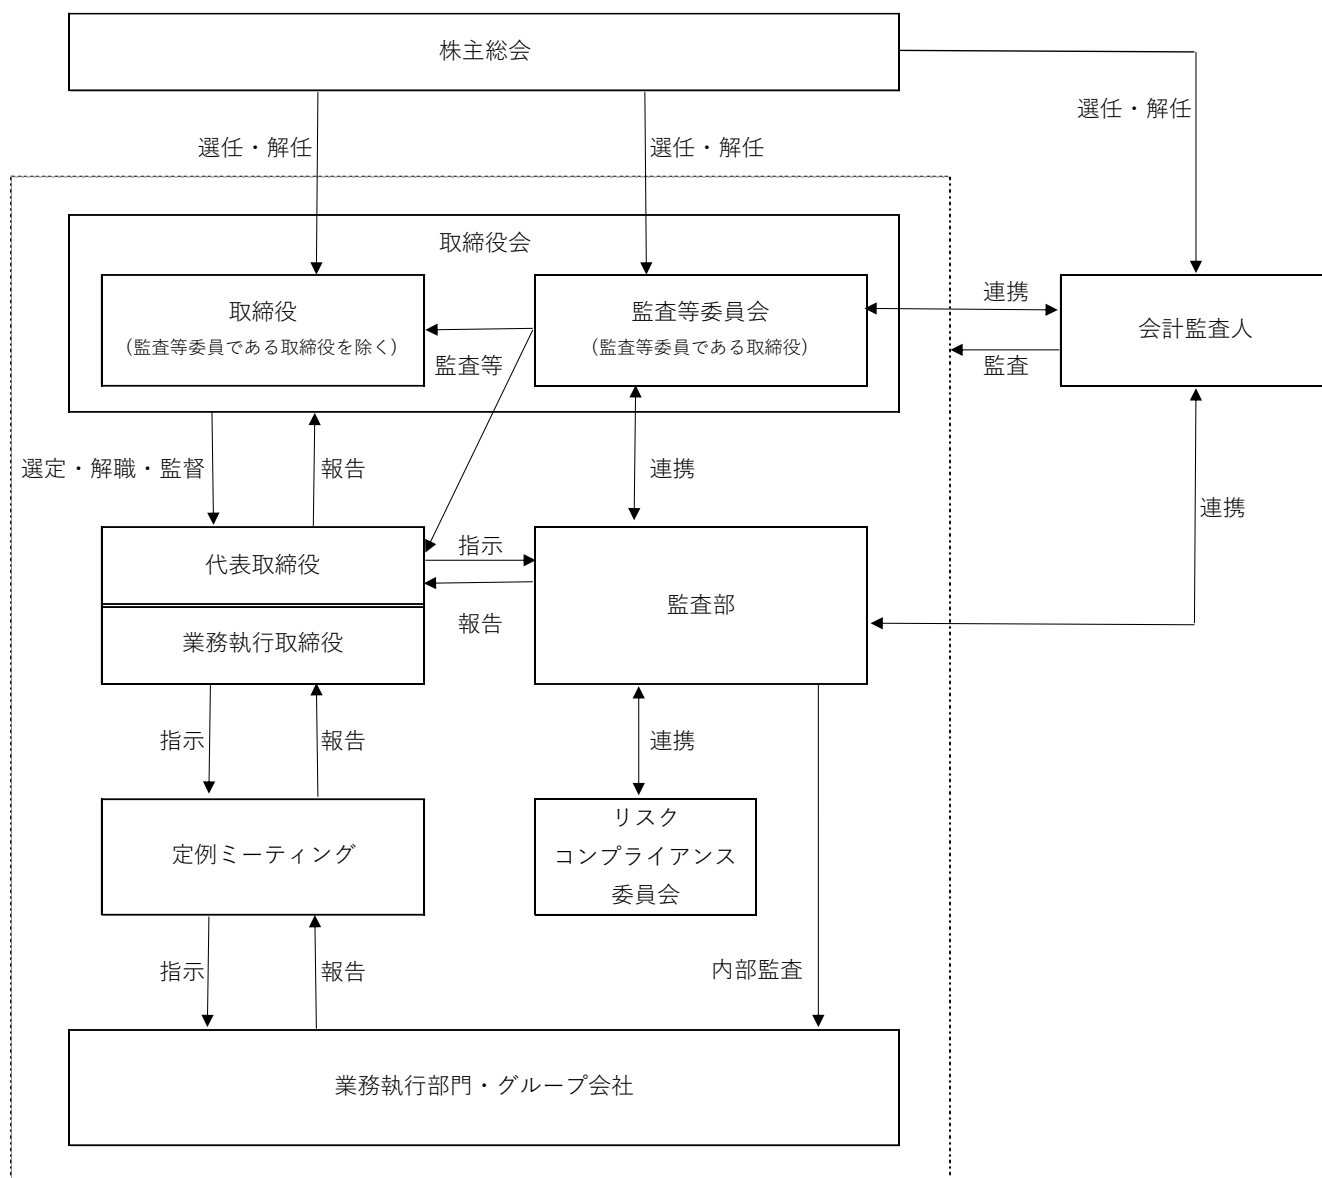 株主総会
選任・解任
選任・解任
選任・解任
取締役会
取締役
（監査等委員である取締役を除く）
監査等委員会
（監査等委員である取締役）
連携
会計監査人
監査等
監査
選定・解職・監督
報告
連携
連携
代表取締役
指示
監査部
報告
業務執行取締役
指示
報告
連携
リスク
コンプライアンス
委員会
定例ミーティング
指示
報告
内部監査
業務執行部門・グループ会社